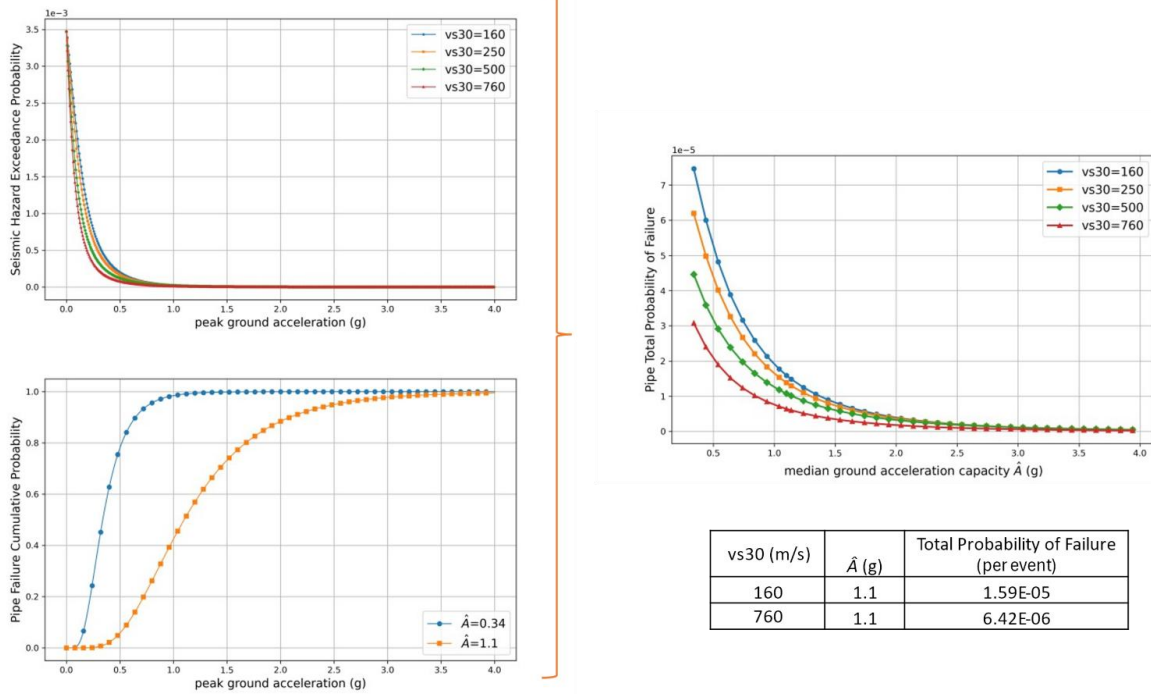 1e−3
3.5
3.0
2.5
2.0
1.5
1.0
0.5
0.0
Seismic Hazard Exceedance Probability
vs30=160
vs30=250
vs30=500
vs30=760
0.0 0.5 1.0 1.5 2.0 2.5 3.0 3.5 4.0
peak ground acceleration (g)
1.0
0.8
0.6
0.4
0.2
0.0
Pipe Failure Cumulative Probability
Â=0.34
Â=1.1
0.0 0.5 1.0 1.5 2.0 2.5 3.0 3.5 4.0
peak ground acceleration (g)
1e−5
7
6
5
4
3
2
1
0
Pipe Total Probability of Failure
vs30=160
vs30=250
vs30=500
vs30=760
0.5 1.0 1.5 2.0 2.5 3.0 3.5 4.0
median ground acceleration capacity Â (g)
vs30 (m/s) Â (g) Total Probability of Failure
(per event)
160 1.1 1.59E-05
760 1.1 6.42E-06